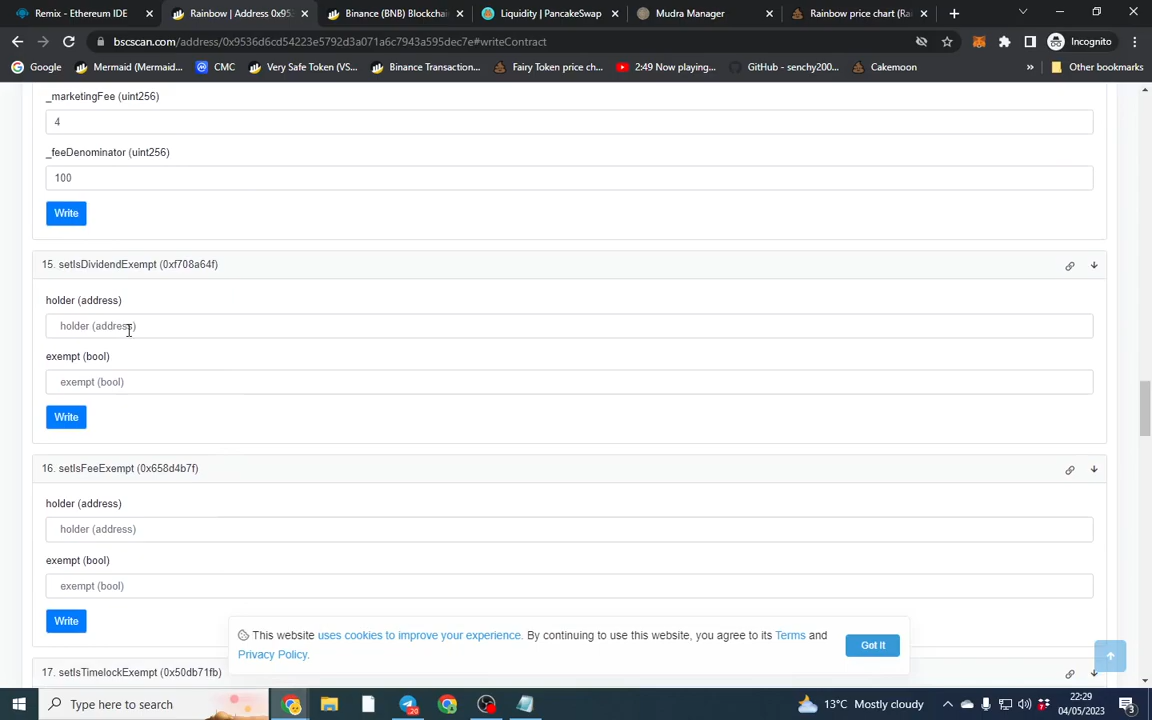 Remix - Ethereum IDE
Rainbow | Address 0x95
Binance (BNB) Blockchai
Liquidity | PancakeSwap
Mudra Manager
Rainbow price chart (Ra
bscscan.com/address/0x9536d6cd54223e5792d3a071a6c7943a595dec7e#writeContract
Incognito
Google
Mermaid (Mermaid...
CMC
Very Safe Token (VS...
Binance Transaction...
Fairy Token price ch...
2:49 Now playing...
GitHub - senchy200...
Cakemoon
»
Other bookmarks
_marketingFee (uint256)
4
_feeDenominator (uint256)
100
Write
15. setIsDividendExempt (0xf708a64f)
holder (address)
holder (address)
exempt (bool)
exempt (bool)
Write
16. setIsFeeExempt (0x658d4b7f)
holder (address)
holder (address)
exempt (bool)
exempt (bool)
Write
This website uses cookies to improve your experience. By continuing to use this website, you agree to its Terms and
Privacy Policy.
Got It
17. setIsTimelockExempt (0x50db71fb)
Type here to search
13°C Mostly cloudy
22:29
04/05/2023
3